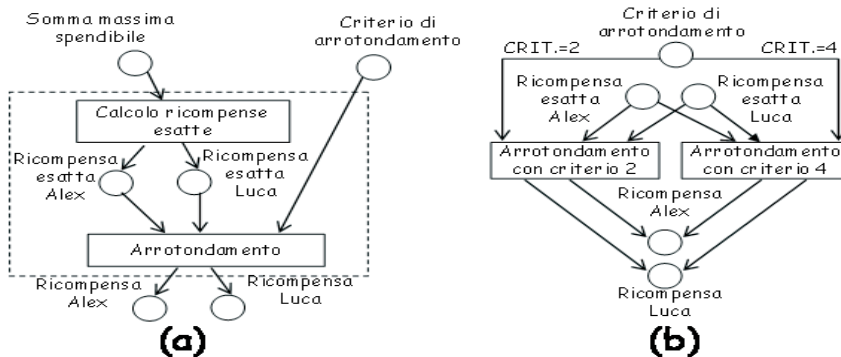 Somma massima
spendibile
Criterio di
arrotondamento
Calcolo ricompense
esatte
Ricompensa
esatta
Alex
Ricompensa
esatta
Luca
Arrotondamento
Ricompensa
Alex
Ricompensa
Luca
(a)
Criterio di
arrotondamento
CRIT.=2
CRIT.=4
Ricompensa
esatta
Alex
Ricompensa
esatta
Luca
Arrotondamento
con criterio 2
Arrotondamento
con criterio 4
Ricompensa
Alex
Ricompensa
Luca
(b)